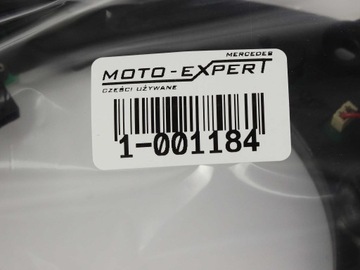 MERCEDES
MOTO-EXPERT
CZĘŚCI UŻYWANE
1-001184